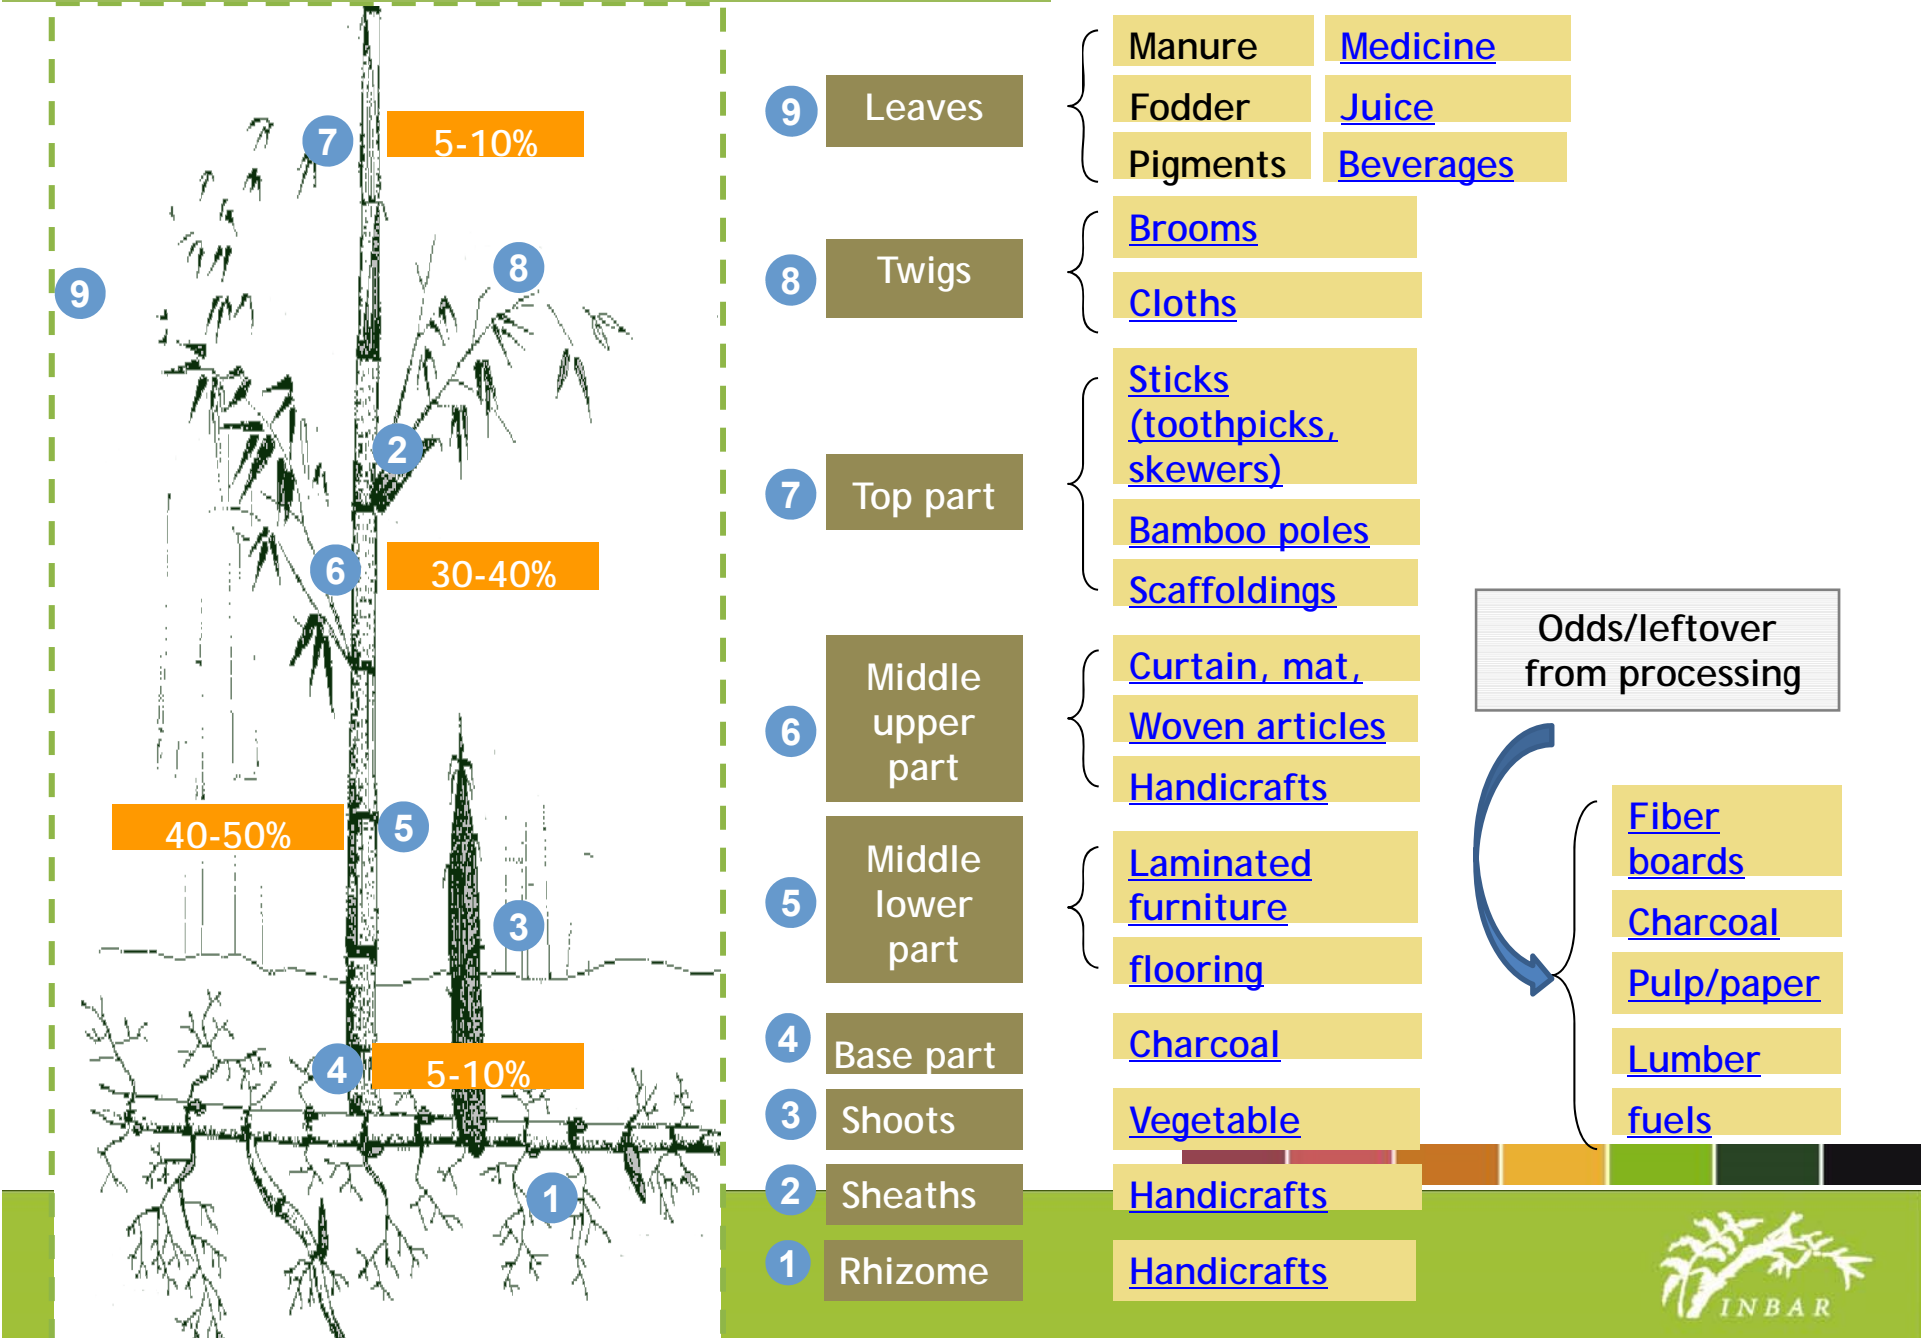 7
5-10%
9
8
2
6
30-40%
40-50%
5
3
4
5-10%
1
9
Leaves
Manure
Medicine
Fodder
Juice
Pigments
Beverages
8
Twigs
Brooms
Cloths
7
Top part
Sticks
(toothpicks,
skewers)
Bamboo poles
Scaffoldings
6
Middle
upper
part
Curtain, mat,
Woven articles
Handicrafts
5
Middle
lower
part
Laminated
furniture
flooring
4
Base part
Charcoal
3
Shoots
Vegetable
2
Sheaths
Handicrafts
1
Rhizome
Handicrafts
Odds/leftover
from processing
Fiber
boards
Charcoal
Pulp/paper
Lumber
fuels
INBAR